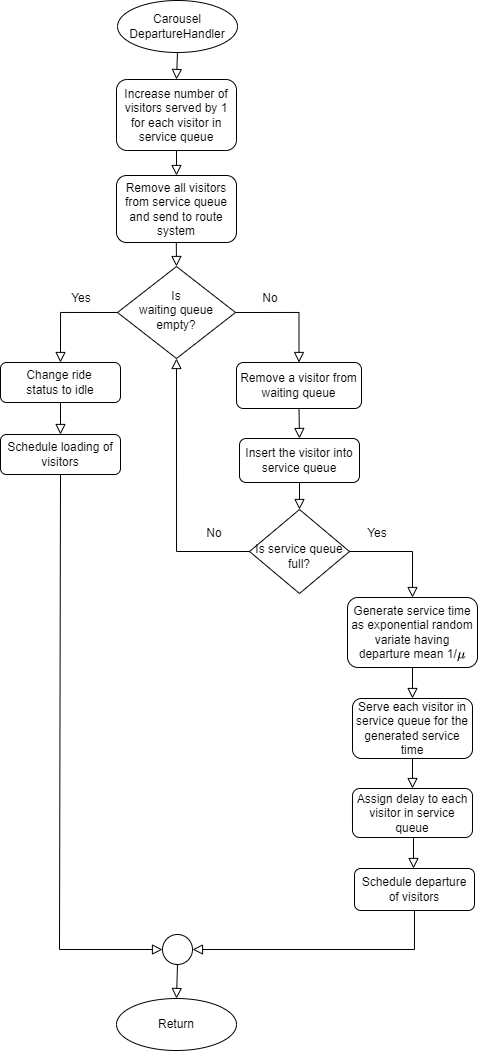 Carousel
DepartureHandler
Increase number of
visitors served by 1
for each visitor in
service queue
Remove all visitors
from service queue
and send to route
system
Is
waiting queue
empty?
Yes
No
Change ride
status to idle
Schedule loading of
visitors
Remove a visitor from
waiting queue
Insert the visitor into
service queue
Is service queue
full?
No
Yes
Generate service time
as exponential random
variate having
departure mean 1/μ
Serve each visitor in
service queue for the
generated service
time
Assign delay to each
visitor in service
queue
Schedule departure
of visitors
Return